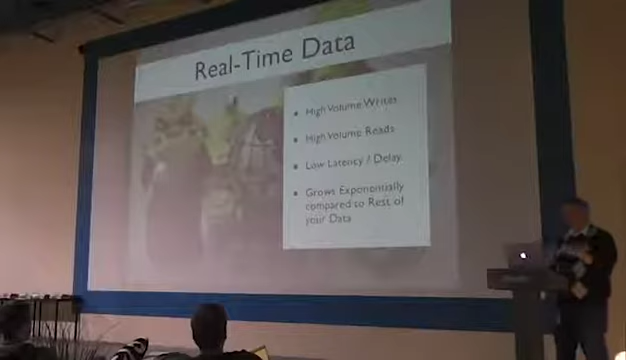 Real-Time Data
• High Volume Writes
• High Volume Reads
• Low Latency / Delay
• Grows Exponentially
compared to Rest of
your Data